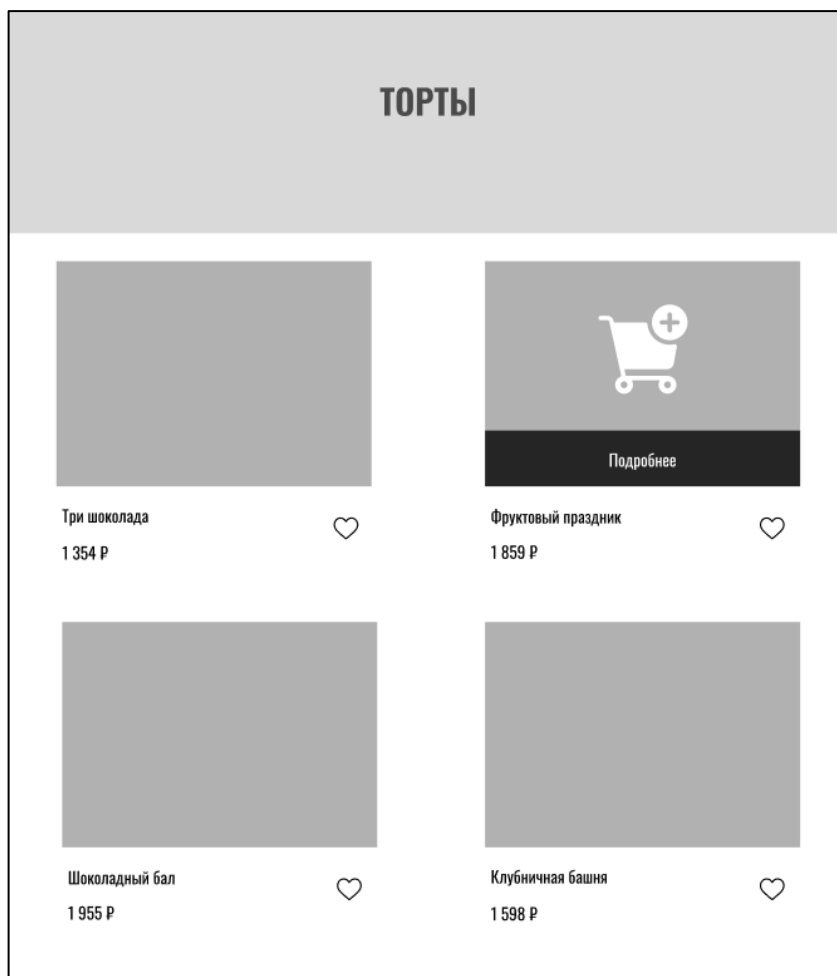 ТОРТЫ
Подробнее
Три шоколада
1 354 ₽
Фруктовый праздник
1 859 ₽
Шоколадный бал
1 955 ₽
Клубничная башня
1 598 ₽